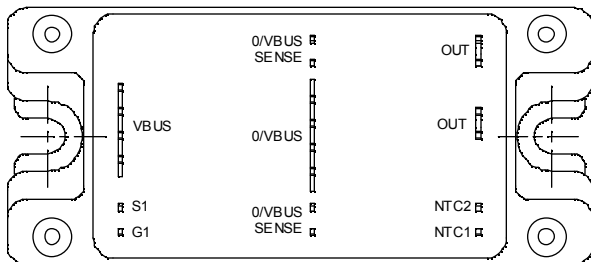 0/VBUS
SENSE
OUT
VBUS
0/VBUS
OUT
S1
G1
0/VBUS
SENSE
NTC2
NTC1